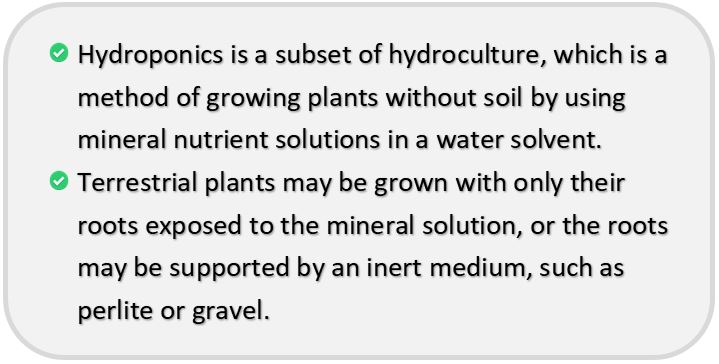 Hydroponics is a subset of hydroculture, which is a
method of growing plants without soil by using
mineral nutrient solutions in a water solvent.
Terrestrial plants may be grown with only their
roots exposed to the mineral solution, or the roots
may be supported by an inert medium, such as
perlite or gravel.